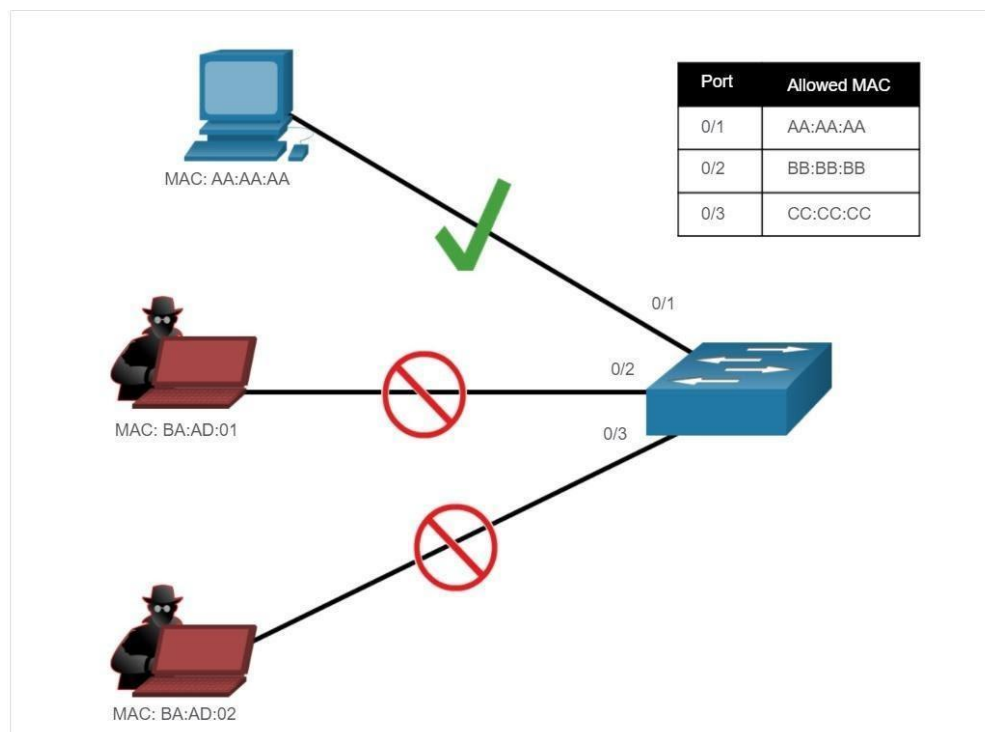 Port Allowed MAC
0/1 AA:AA:AA
0/2 BB:BB:BB
0/3 CC:CC:CC
MAC: AA:AA:AA
0/1
0/2
MAC: BA:AD:01
0/3
MAC: BA:AD:02